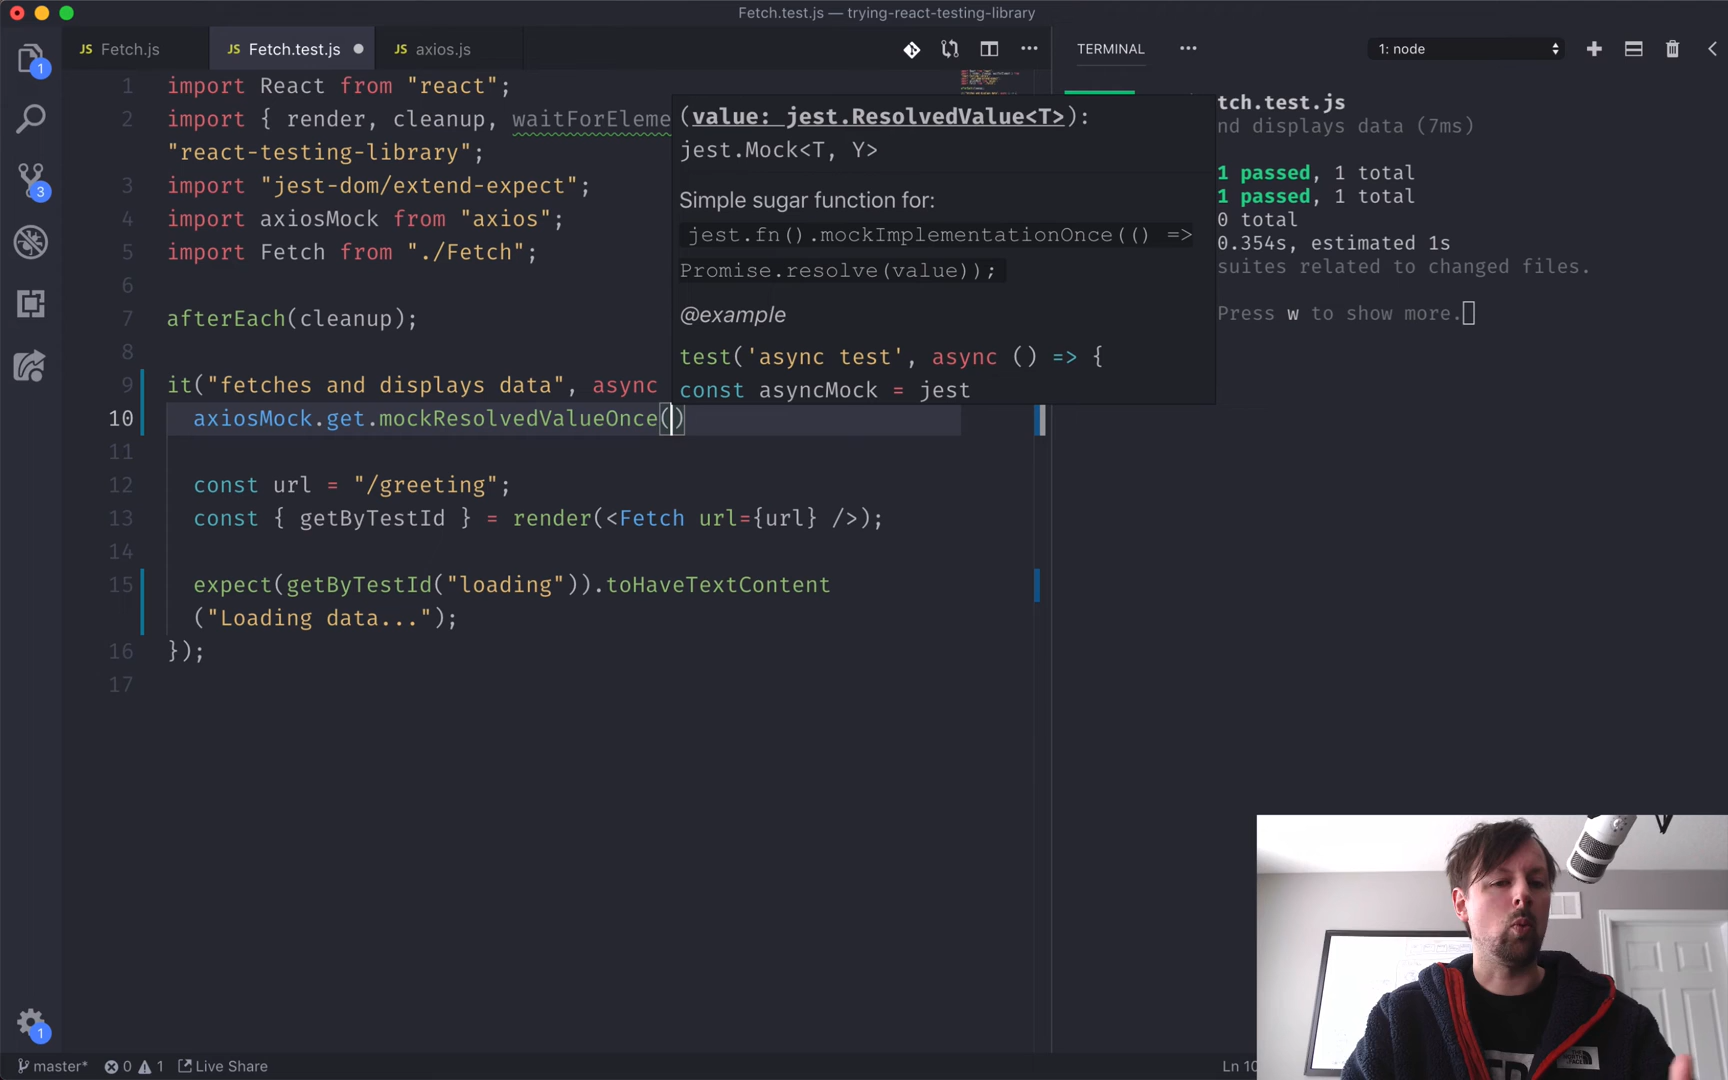 Fetch.test.js — trying-react-testing-library
JS Fetch.js
JS Fetch.test.js
JS axios.js
TERMINAL
1: node
1 import React from "react";
2 import { render, cleanup, waitForEleme
"react-testing-library";
3 import "jest-dom/extend-expect";
4 import axiosMock from "axios";
5 import Fetch from "./Fetch";
6
7 afterEach(cleanup);
8
9 it("fetches and displays data", async
10 axiosMock.get.mockResolvedValueOnce()
11
12 const url = "/greeting";
13 const { getByTestId } = render(<Fetch url={url} />);
14
15 expect(getByTestId("loading")).toHaveTextContent
("Loading data...");
16 });
17
(value: jest.ResolvedValue<T>):
jest.Mock<T, Y>
Simple sugar function for:
jest.fn().mockImplementationOnce(() =>
Promise.resolve(value));
@example
test('async test', async () => {
const asyncMock = jest
tch.test.js
nd displays data (7ms)
1 passed, 1 total
1 passed, 1 total
0 total
0.354s, estimated 1s
suites related to changed files.
Press w to show more.
1
3
1
master* 0 1 Live Share
Ln 10